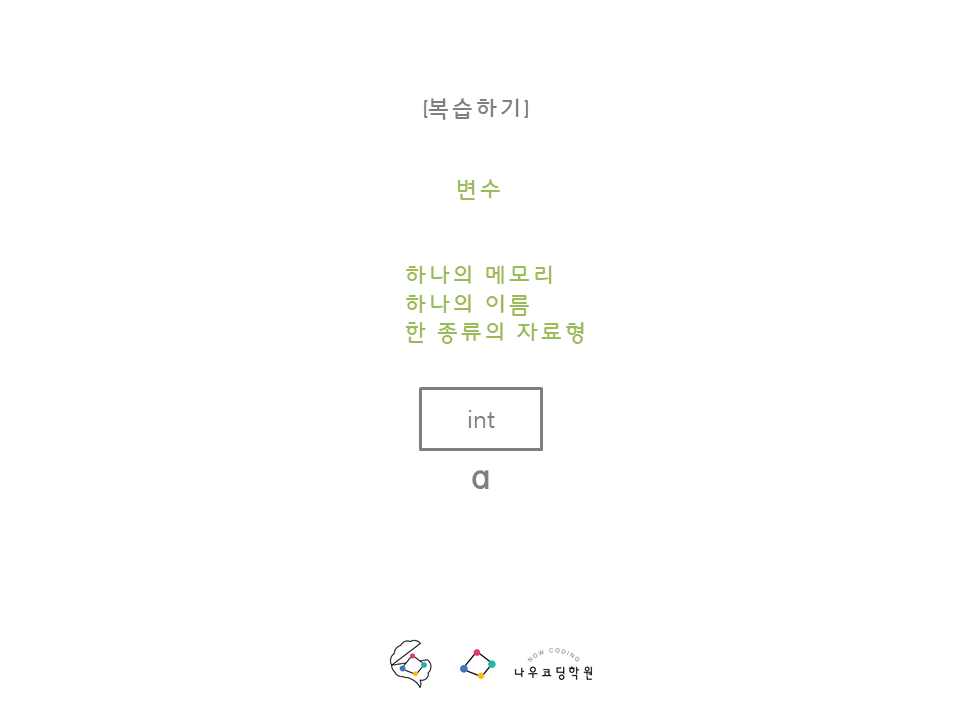 [복습하기]
변수
하나의 메모리
하나의 이름
한 종류의 자료형
int
a
NOW CODING
나우코딩학원